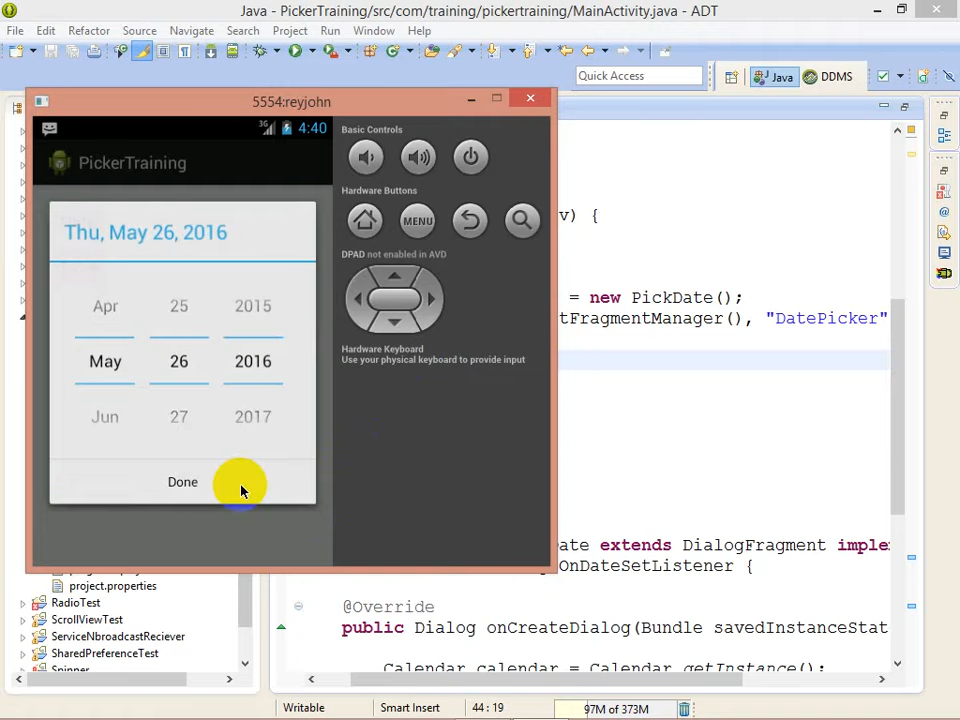 Java - PickerTraining/src/com/training/pickertraining/MainActivity.java - ADT
File Edit Refactor Source Navigate Search Project Run Window Help
Quick Access
Java
DDMS
5554:reyjohn
3G 4:40
PickerTraining
Thu, May 26, 2016
Apr 25 2015
May 26 2016
Jun 27 2017
Done
Basic Controls
Hardware Buttons
MENU
DPAD not enabled in AVD
Hardware Keyboard
Use your physical keyboard to provide input
v) {
= new PickDate();
tFragmentManager(), "DatePicker"
ate extends DialogFragment imple
OnDateSetListener {
@Override
public Dialog onCreateDialog(Bundle savedInstanceStat
Calendar calendar = Calendar.getInstance();
project.properties
RadioTest
ScrollViewTest
ServiceNbroadcastReciever
SharedPreferenceTest
Spinner
Writable
Smart Insert
44 : 19
97M of 373M